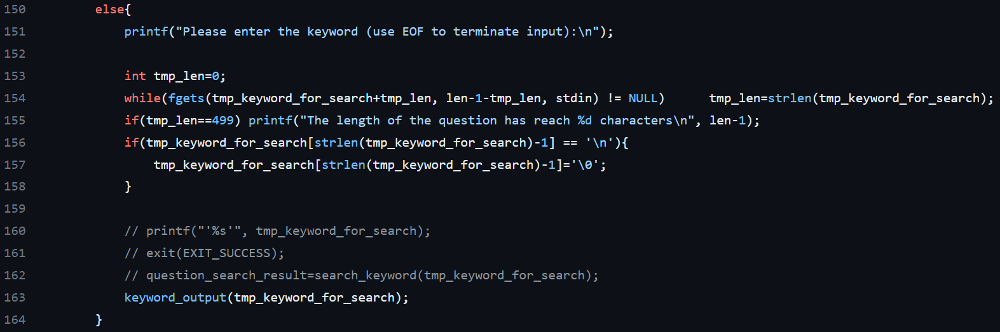 150 else{
151 printf("Please enter the keyword (use EOF to terminate input):\n");
152
153 int tmp_len=0;
154 while(fgets(tmp_keyword_for_search+tmp_len, len-1-tmp_len, stdin) != NULL) tmp_len=strlen(tmp_keyword_for_search);
155 if(tmp_len==499) printf("The length of the question has reach %d characters\n", len-1);
156 if(tmp_keyword_for_search[strlen(tmp_keyword_for_search)-1] == '\n'){
157 tmp_keyword_for_search[strlen(tmp_keyword_for_search)-1]='\0';
158 }
159
160 // printf("'%s'", tmp_keyword_for_search);
161 // exit(EXIT_SUCCESS);
162 // question_search_result=search_keyword(tmp_keyword_for_search);
163 keyword_output(tmp_keyword_for_search);
164 }